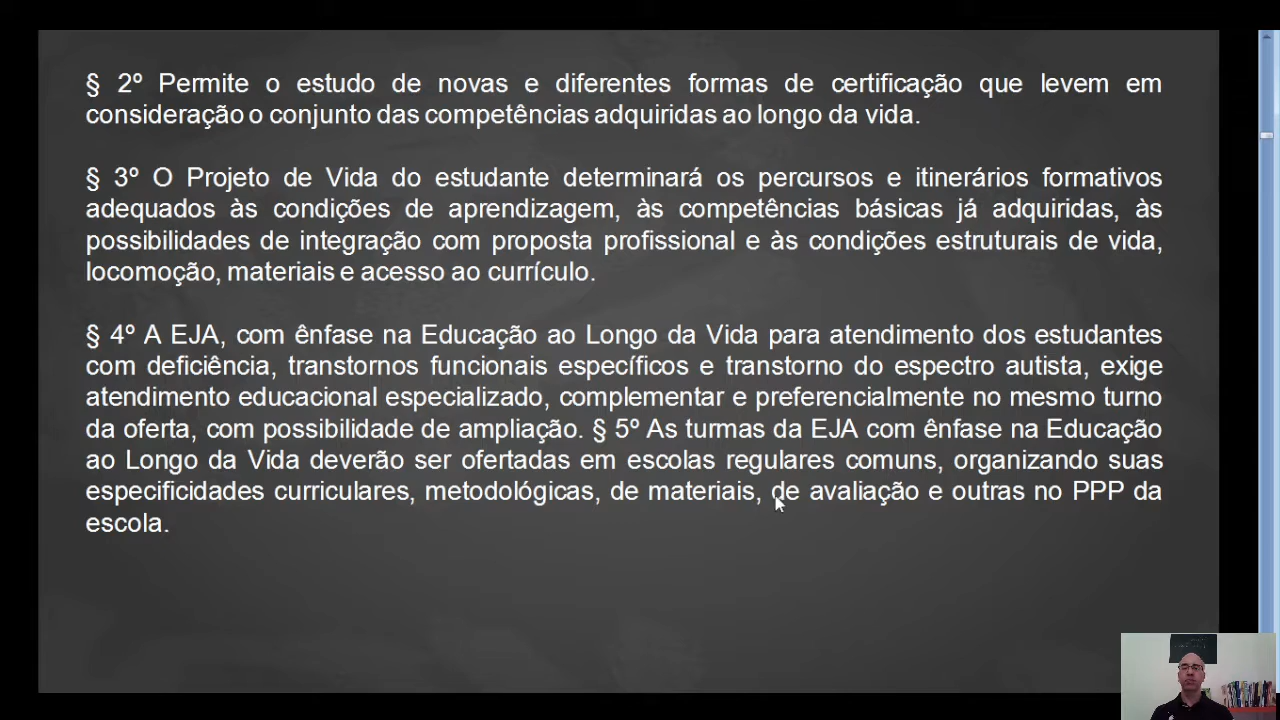 § 2º Permite o estudo de novas e diferentes formas de certificação que levem em
consideração o conjunto das competências adquiridas ao longo da vida.
§ 3º O Projeto de Vida do estudante determinará os percursos e itinerários formativos
adequados às condições de aprendizagem, às competências básicas já adquiridas, às
possibilidades de integração com proposta profissional e às condições estruturais de vida,
locomoção, materiais e acesso ao currículo.
§ 4º A EJA, com ênfase na Educação ao Longo da Vida para atendimento dos estudantes
com deficiência, transtornos funcionais específicos e transtorno do espectro autista, exige
atendimento educacional especializado, complementar e preferencialmente no mesmo turno
da oferta, com possibilidade de ampliação. § 5º As turmas da EJA com ênfase na Educação
ao Longo da Vida deverão ser ofertadas em escolas regulares comuns, organizando suas
especificidades curriculares, metodológicas, de materiais, de avaliação e outras no PPP da
escola.